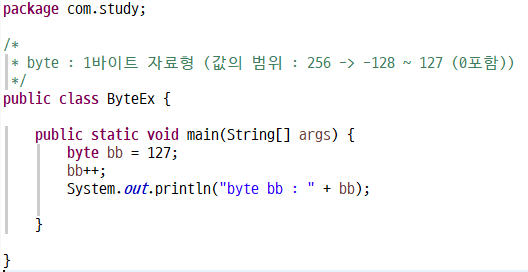 package com.study;
/*
* byte : 1바이트 자료형 (값의 범위 : 256 -> -128 ~ 127 (0포함))
*/
public class ByteEx {
public static void main(String[] args) {
byte bb = 127;
bb++;
System.out.println("byte bb : " + bb);
}
}